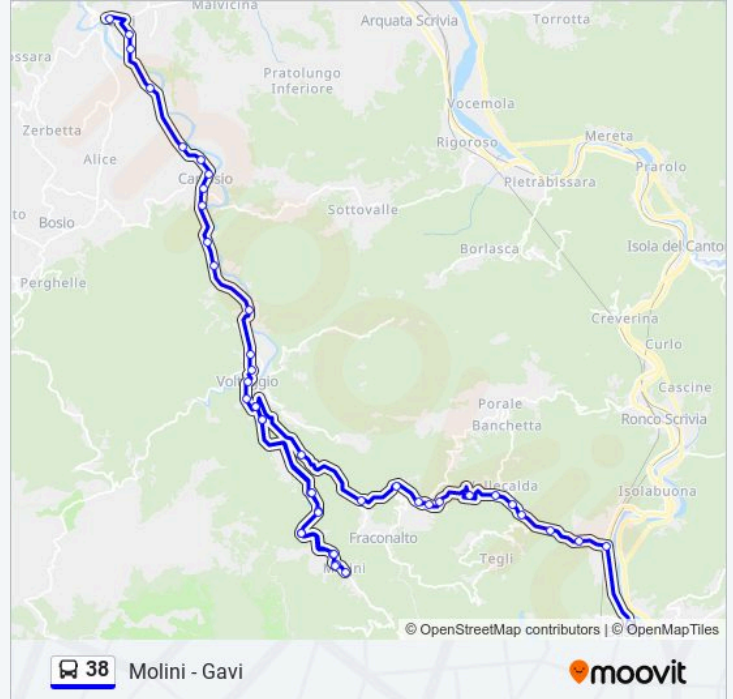 Malvicina
Arquata Scrivia
Torrotta
ossara
Pratolungo
Inferiore
Vocemola
Zerbetta
Rigoroso
Mereta
Alice
Prarolo
Pietrabissara
to
Sottovalle
Bosio
Borlasca
Isola del Canto
Perghelle
Creverina
Curlo
Cascine
Porale
Banchetta
Ronco Scrivia
Isolabuona
Fraconalto
Tegli
© OpenStreetMap contributors | © OpenMapTiles
38 Molini - Gavi
moovit